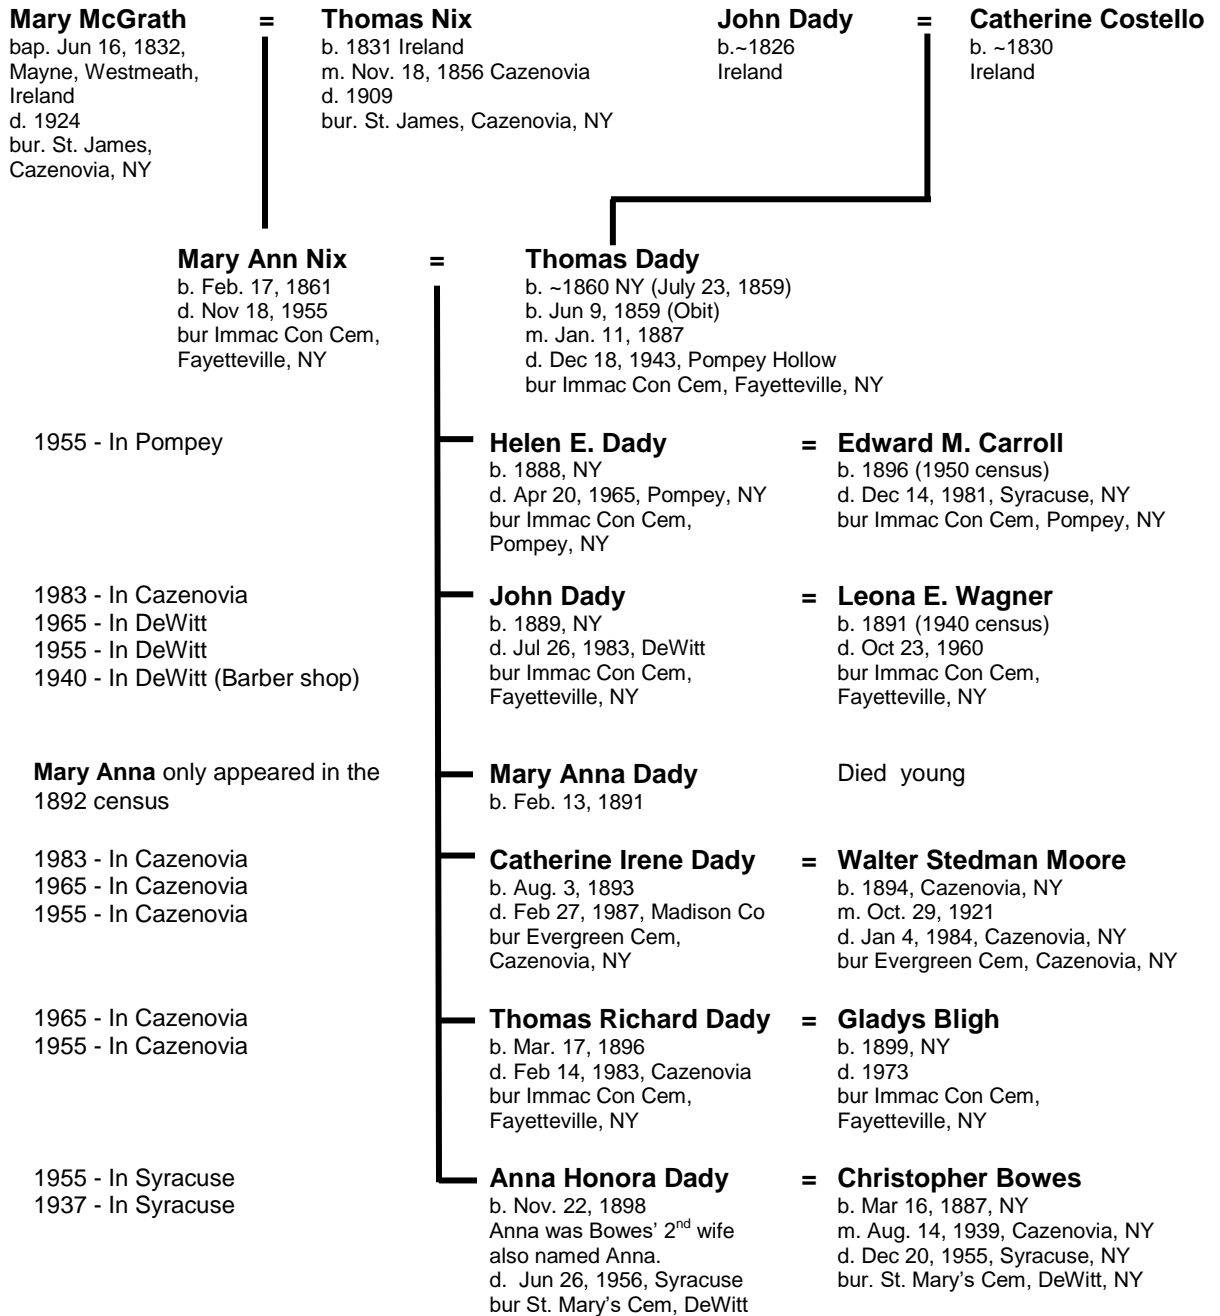 Mary McGrath = Thomas Nix
bap. Jun 16, 1832,
Mayne, Westmeath,
Ireland
d. 1924
bur. St. James,
Cazenovia, NY
b. 1831 Ireland
m. Nov. 18, 1856 Cazenovia
d. 1909
bur. St. James, Cazenovia, NY
John Dady = Catherine Costello
b.~1826
Ireland
b. ~1830
Ireland
Mary Ann Nix = Thomas Dady
b. Feb. 17, 1861
d. Nov 18, 1955
bur Immac Con Cem,
Fayetteville, NY
b. ~1860 NY (July 23, 1859)
b. Jun 9, 1859 (Obit)
m. Jan. 11, 1887
d. Dec 18, 1943, Pompey Hollow
bur Immac Con Cem, Fayetteville, NY
1955 - In Pompey
Helen E. Dady = Edward M. Carroll
b. 1888, NY
d. Apr 20, 1965, Pompey, NY
bur Immac Con Cem,
Pompey, NY
b. 1896 (1950 census)
d. Dec 14, 1981, Syracuse, NY
bur Immac Con Cem, Pompey, NY
1983 - In Cazenovia
1965 - In DeWitt
1955 - In DeWitt
1940 - In DeWitt (Barber shop)
John Dady = Leona E. Wagner
b. 1889, NY
d. Jul 26, 1983, DeWitt
bur Immac Con Cem,
Fayetteville, NY
b. 1891 (1940 census)
d. Oct 23, 1960
bur Immac Con Cem,
Fayetteville, NY
Mary Anna only appeared in the
1892 census
Mary Anna Dady
b. Feb. 13, 1891
Died young
1983 - In Cazenovia
1965 - In Cazenovia
1955 - In Cazenovia
Catherine Irene Dady = Walter Stedman Moore
b. Aug. 3, 1893
d. Feb 27, 1987, Madison Co
bur Evergreen Cem,
Cazenovia, NY
b. 1894, Cazenovia, NY
m. Oct. 29, 1921
d. Jan 4, 1984, Cazenovia, NY
bur Evergreen Cem, Cazenovia, NY
1965 - In Cazenovia
1955 - In Cazenovia
Thomas Richard Dady = Gladys Bligh
b. Mar. 17, 1896
d. Feb 14, 1983, Cazenovia
bur Immac Con Cem,
Fayetteville, NY
b. 1899, NY
d. 1973
bur Immac Con Cem,
Fayetteville, NY
1955 - In Syracuse
1937 - In Syracuse
Anna Honora Dady = Christopher Bowes
b. Nov. 22, 1898
Anna was Bowes’ 2nd wife
also named Anna.
d. Jun 26, 1956, Syracuse
bur St. Mary’s Cem, DeWitt
b. Mar 16, 1887, NY
m. Aug. 14, 1939, Cazenovia, NY
d. Dec 20, 1955, Syracuse, NY
bur. St. Mary’s Cem, DeWitt, NY